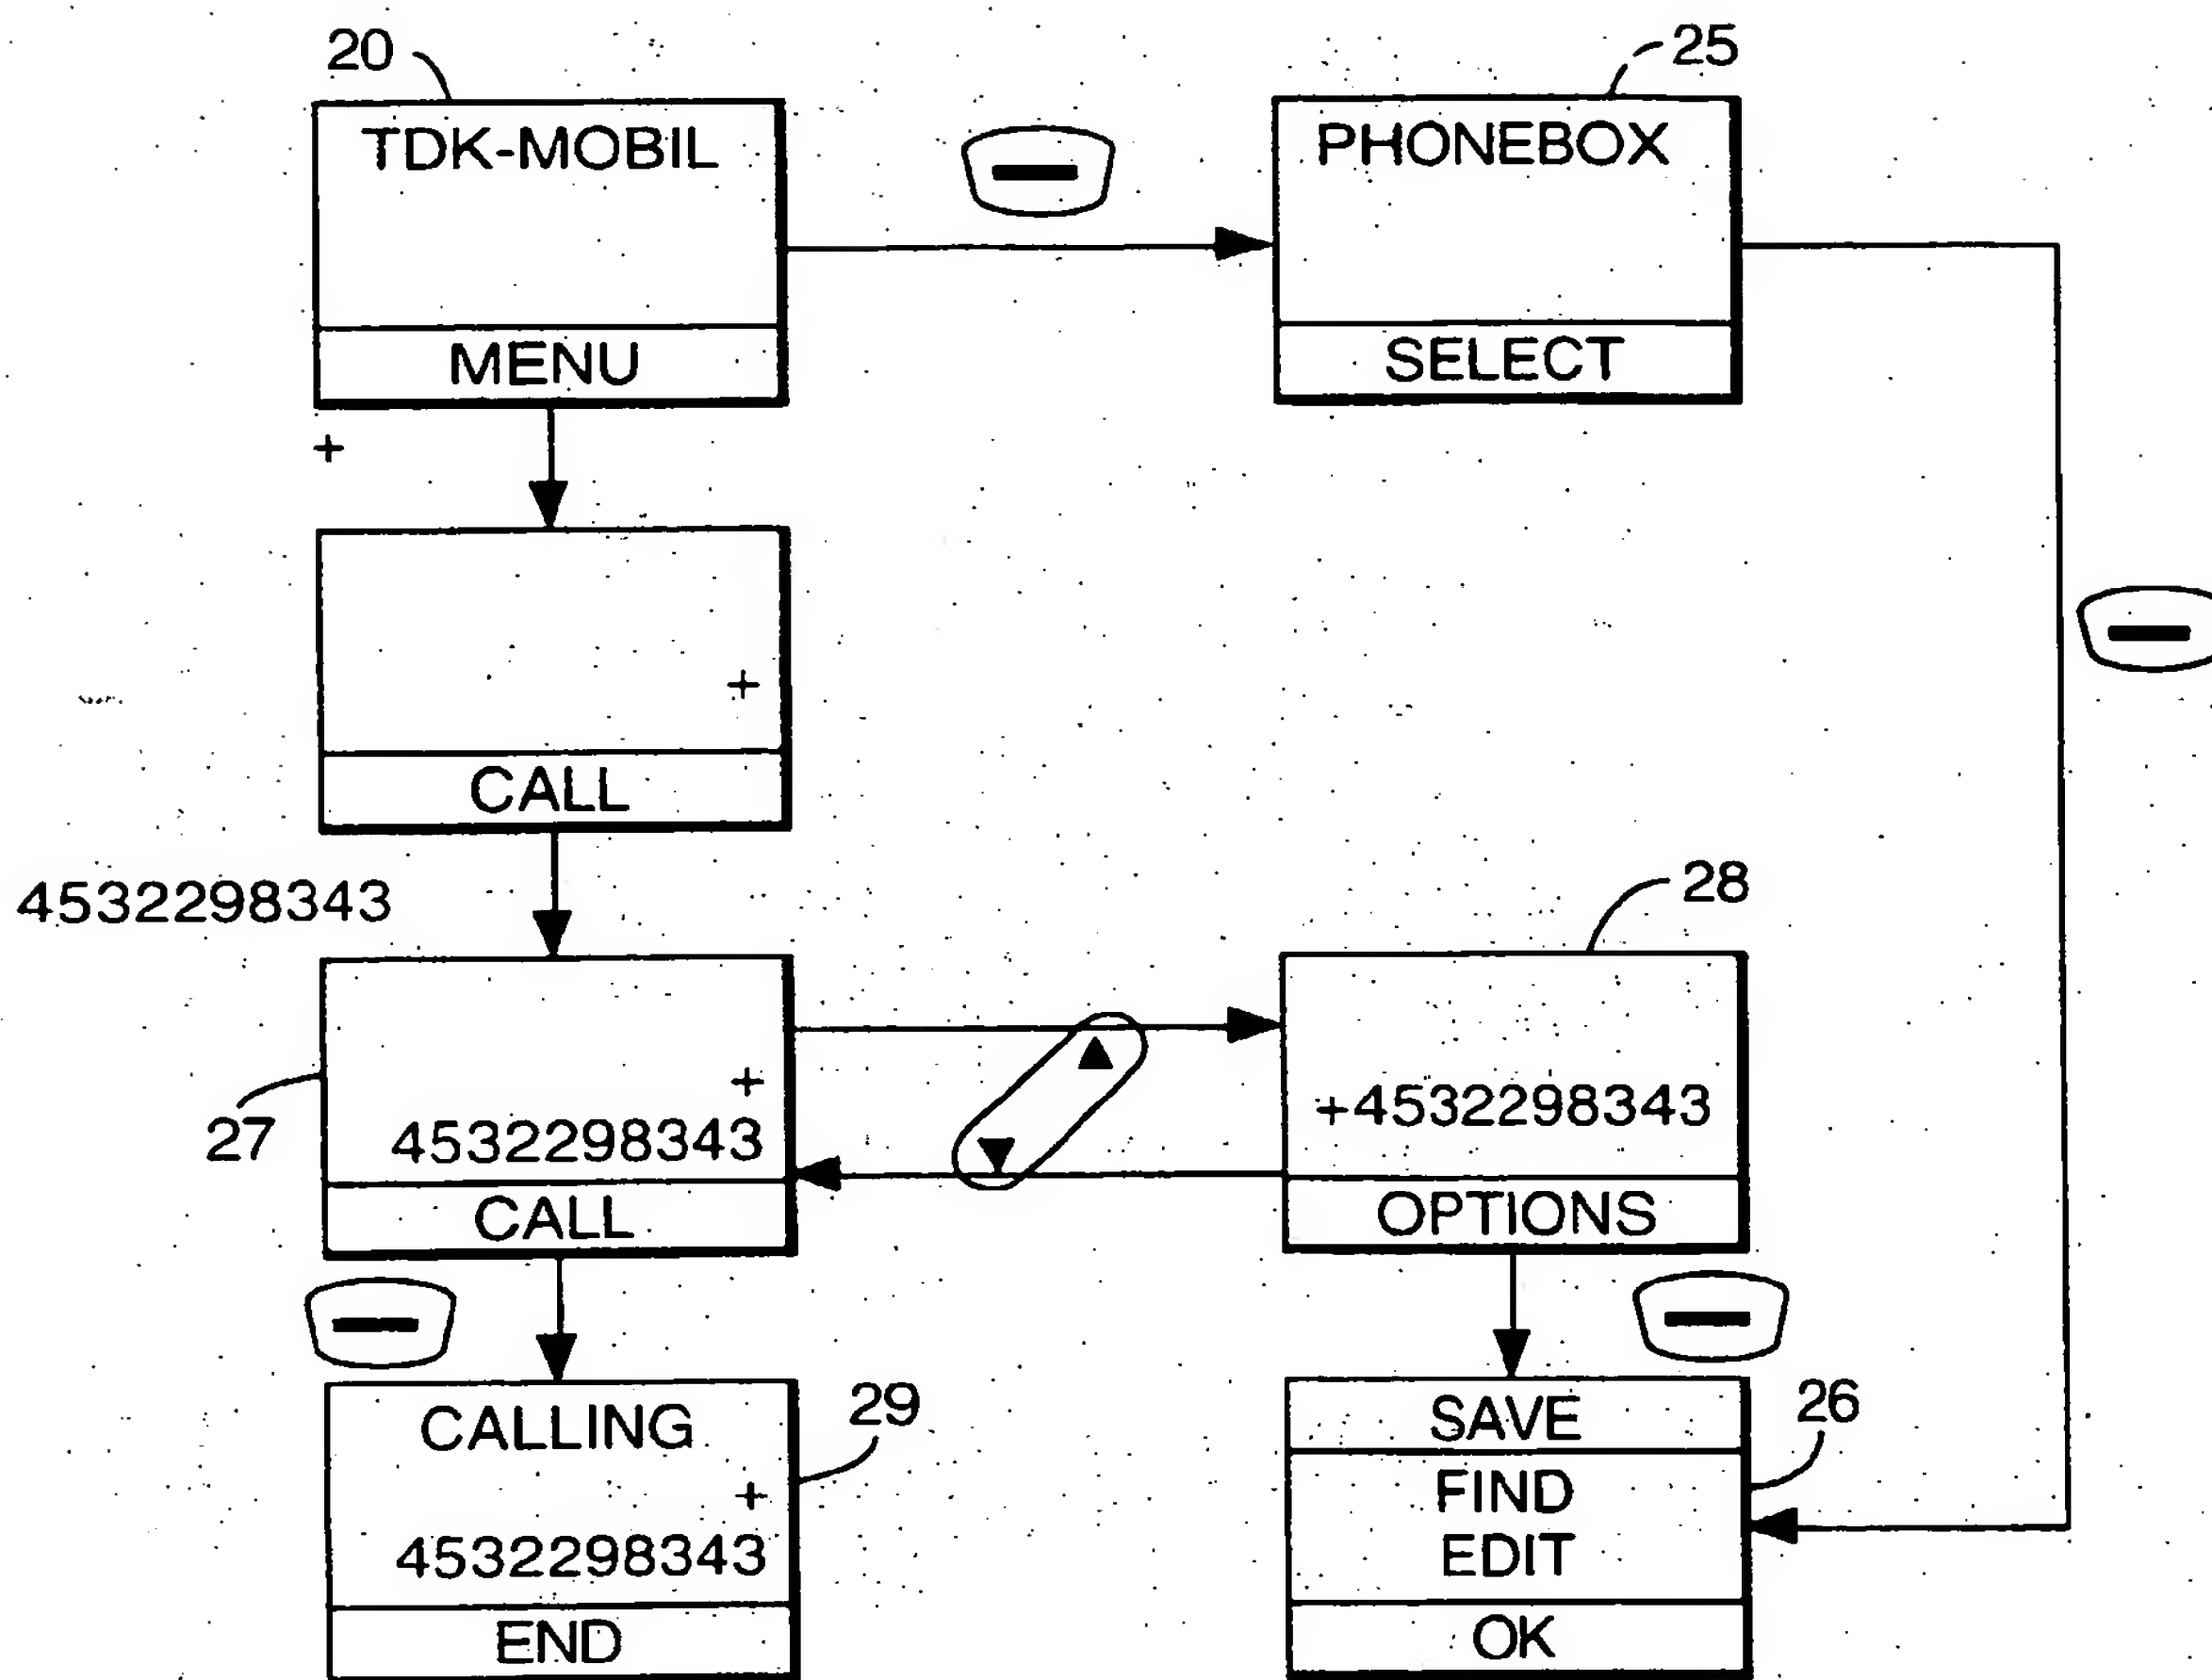 20
25
TDK-MOBIL
PHONEBOX
MENU
SELECT
+
+
CALL
4532298343
28
27
+
4532298343
CALL
+4532298343
OPTIONS
29
26
CALLING
+
4532298343
END
SAVE
FIND
EDIT
OK